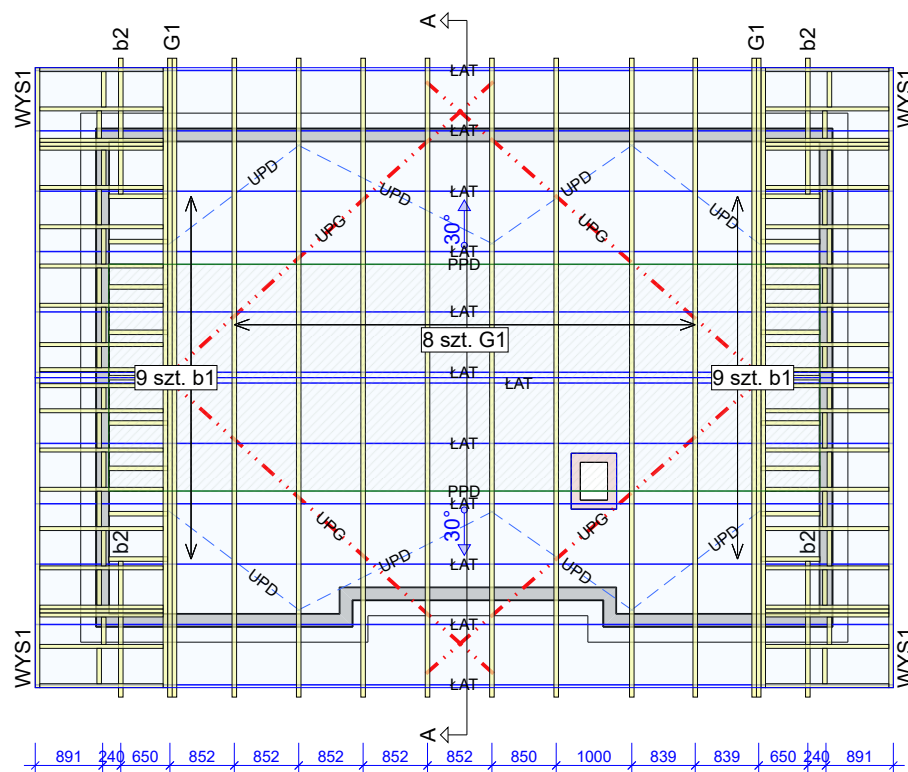 A
b2
G1
G1
b2
WYS1
ŁAT
WYS1
ŁAT
UPD
UPD
ŁAT
UPD
UPD
UPG
30°
UPG
ŁAT
PPD
ŁAT
8 szt. G1
9 szt. b1
ŁAT
9 szt. b1
ŁAT
ŁAT
PPD
ŁAT
UPG
30°
UPG
b2
b2
UPD
UPD
ŁAT
UPD
UPD
WYS1
ŁAT
WYS1
ŁAT
A
891 240 650 852 852 852 852 852 850 1000 839 839 650 240 891